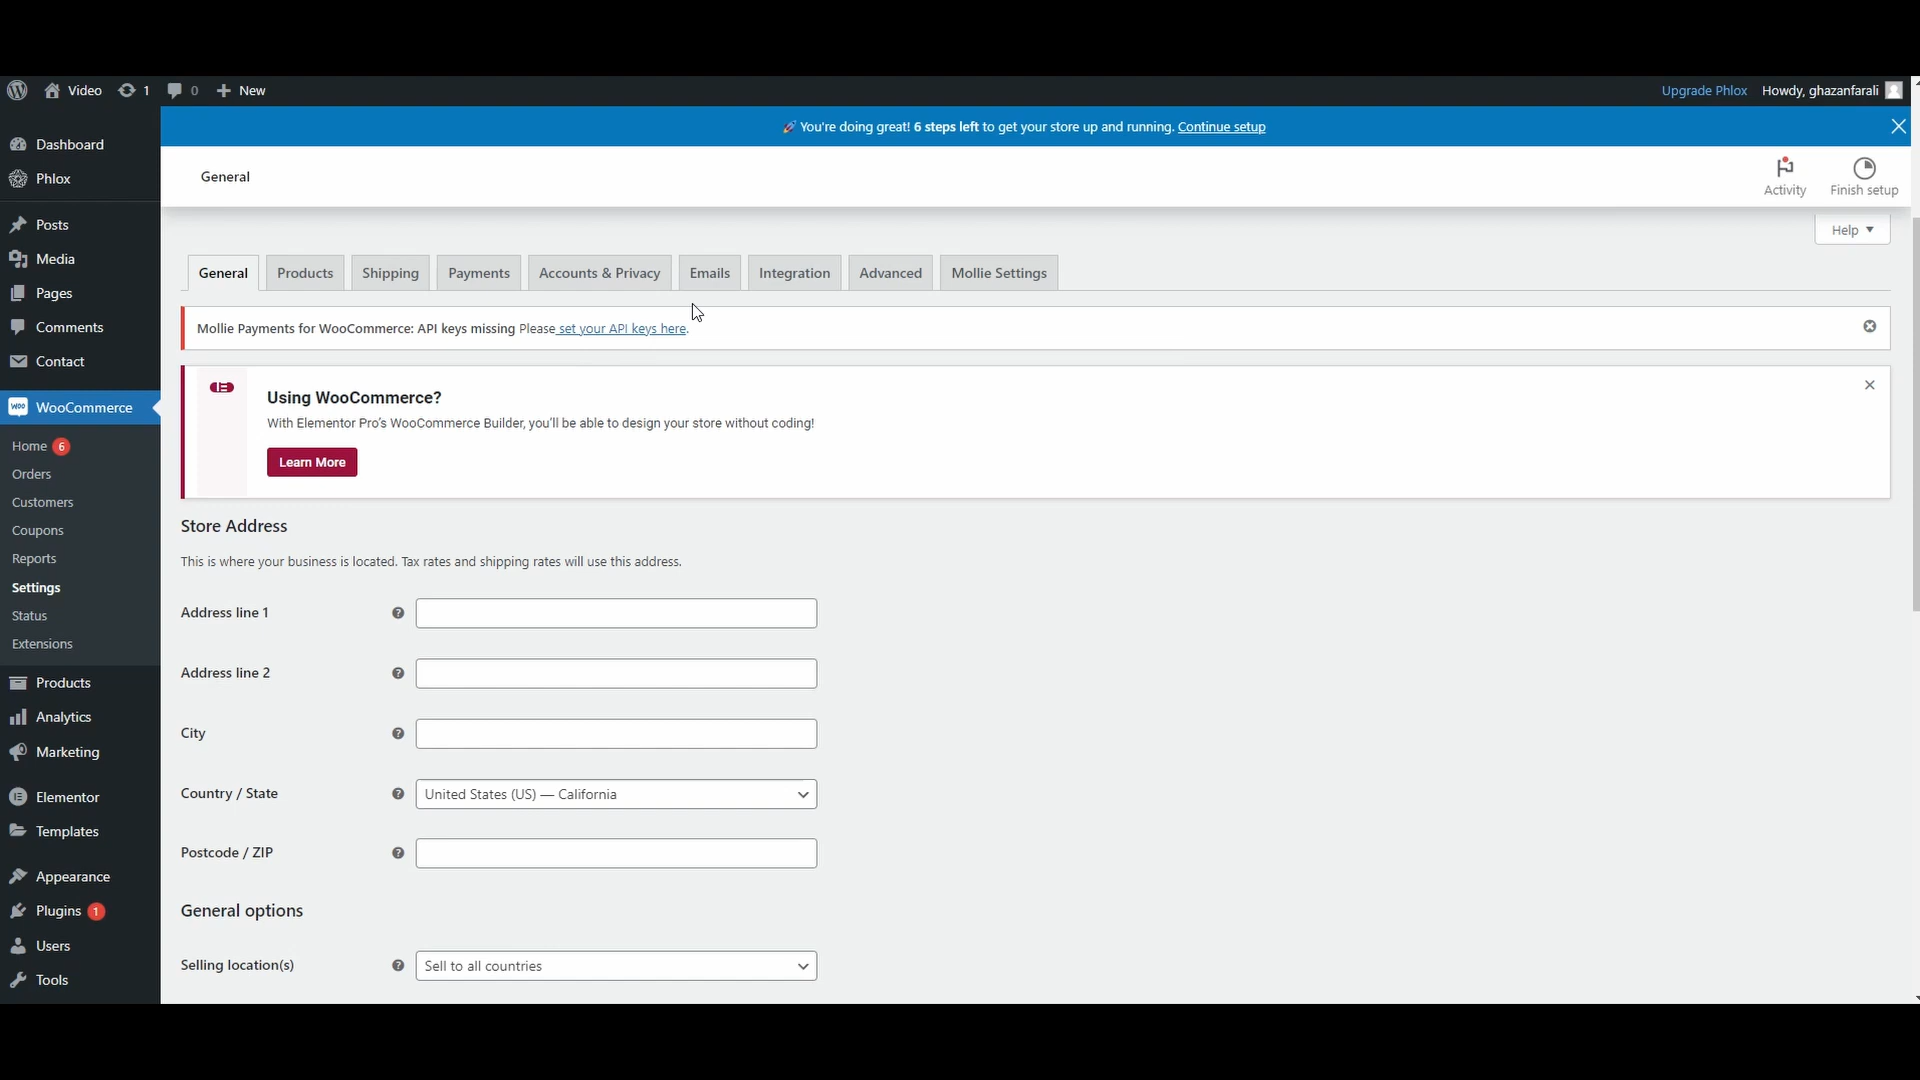 Video 1 0 New Upgrade Phlox Howdy, ghazanfarali
🚀 You're doing great! 6 steps left to get your store up and running. Continue setup
General
Activity Finish setup
Help
Dashboard
Phlox
Posts
Media
Pages
Comments
Contact
WooCommerce
Home 6
Orders
Customers
Coupons
Reports
Settings
Status
Extensions
Products
Analytics
Marketing
Elementor
Templates
Appearance
Plugins 1
Users
Tools
General Products Shipping Payments Accounts & Privacy Emails Integration Advanced Mollie Settings
Mollie Payments for WooCommerce: API keys missing Please set your API keys here.
Using WooCommerce?
With Elementor Pro's WooCommerce Builder, you'll be able to design your store without coding!
Learn More
Store Address
This is where your business is located. Tax rates and shipping rates will use this address.
Address line 1
Address line 2
City
Country / State United States (US) — California
Postcode / ZIP
General options
Selling location(s) Sell to all countries